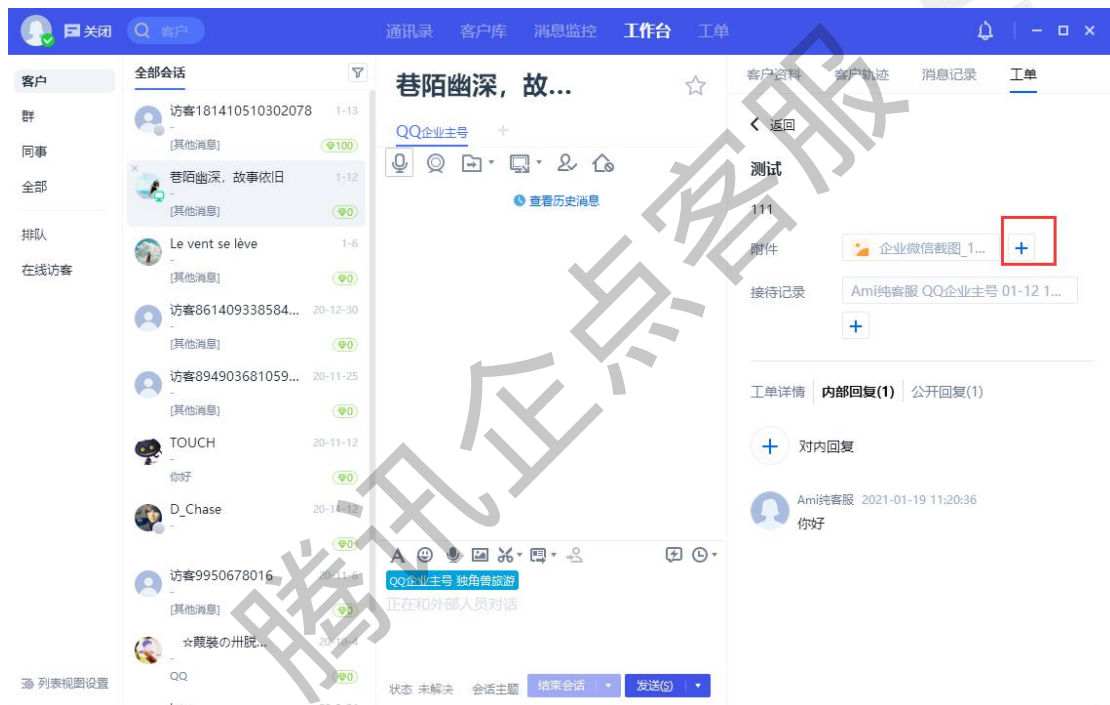 关闭
客户
通讯录 客户库 消息监控 工作台 工单
客户
群
同事
全部
排队
在线访客
列表视图设置
全部会话
访客181410510302078 1-13
-
[其他消息] 100
巷陌幽深，故事依旧 1-12
-
[其他消息] 0
Le vent se lève 1-6
-
[其他消息] 0
访客861409338584... 20-12-30
-
[其他消息] 0
访客894903681059... 20-11-25
-
[其他消息] 0
TOUCH 20-11-12
-
你好 0
D_Chase 20-11-12
-
0
访客9950678016 20-11-6
-
[其他消息] 0
20-10-4
-
QQ 0
巷陌幽深，故...
QQ企业主号 +
查看历史消息
QQ企业主号 独角兽旅游
正在和外部人员对话
状态 未解决 会话主题 结束会话 发送(S)
客户资料 客户轨迹 消息记录 工单
返回
测试
111
附件 企业微信截图_1... +
接待记录 Ami纯客服 QQ企业主号 01-12 1...
+
工单详情 内部回复(1) 公开回复(1)
+ 对内回复
Ami纯客服 2021-01-19 11:20:36
你好
腾讯企点客服